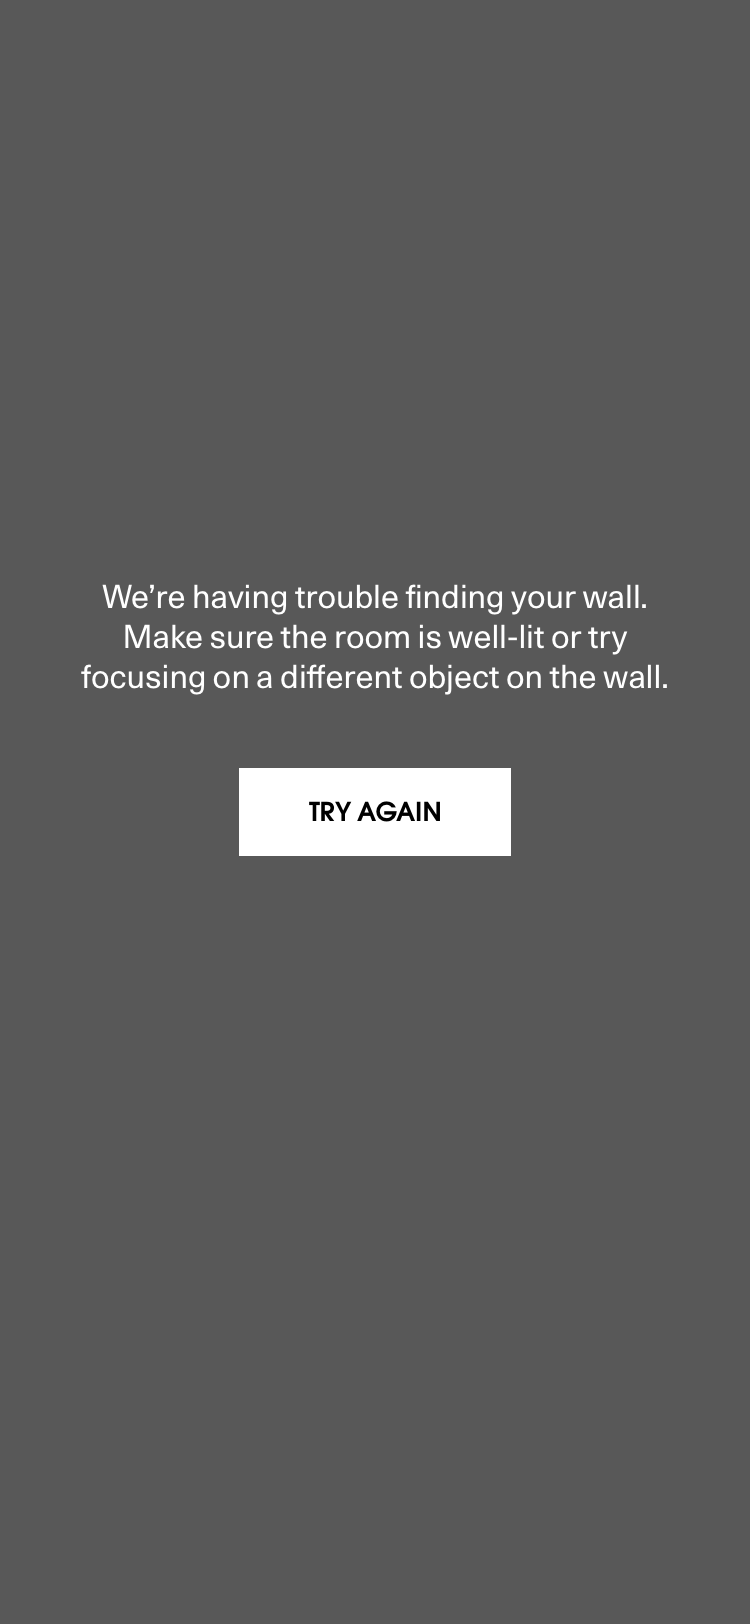 We’re having trouble finding your wall.
Make sure the room is well-lit or try
focusing on a different object on the wall.
TRY AGAIN